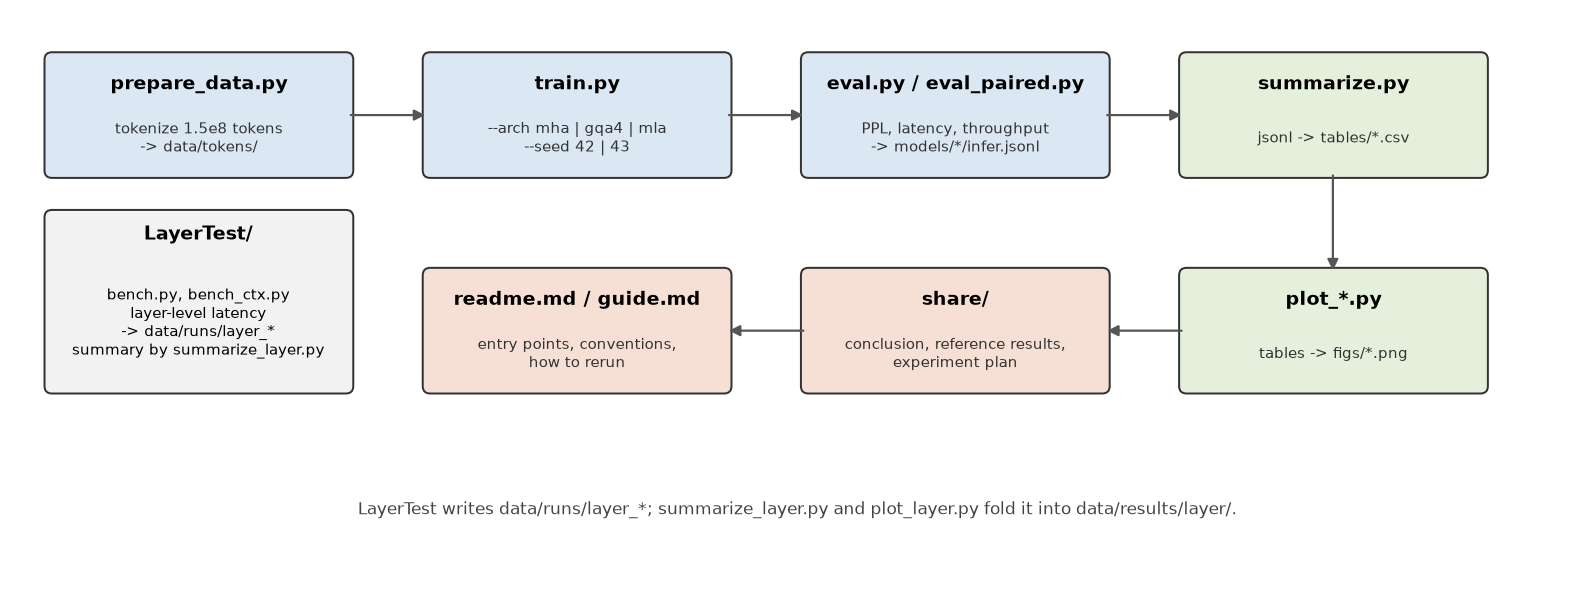 prepare_data.py
tokenize 1.5e8 tokens
-> data/tokens/
train.py
--arch mha | gqa4 | mla
--seed 42 | 43
eval.py / eval_paired.py
PPL, latency, throughput
-> models/*/infer.jsonl
summarize.py
jsonl -> tables/*.csv
LayerTest/
bench.py, bench_ctx.py
layer-level latency
-> data/runs/layer_*
summary by summarize_layer.py
readme.md / guide.md
entry points, conventions,
how to rerun
share/
conclusion, reference results,
experiment plan
plot_*.py
tables -> figs/*.png
LayerTest writes data/runs/layer_*; summarize_layer.py and plot_layer.py fold it into data/results/layer/.